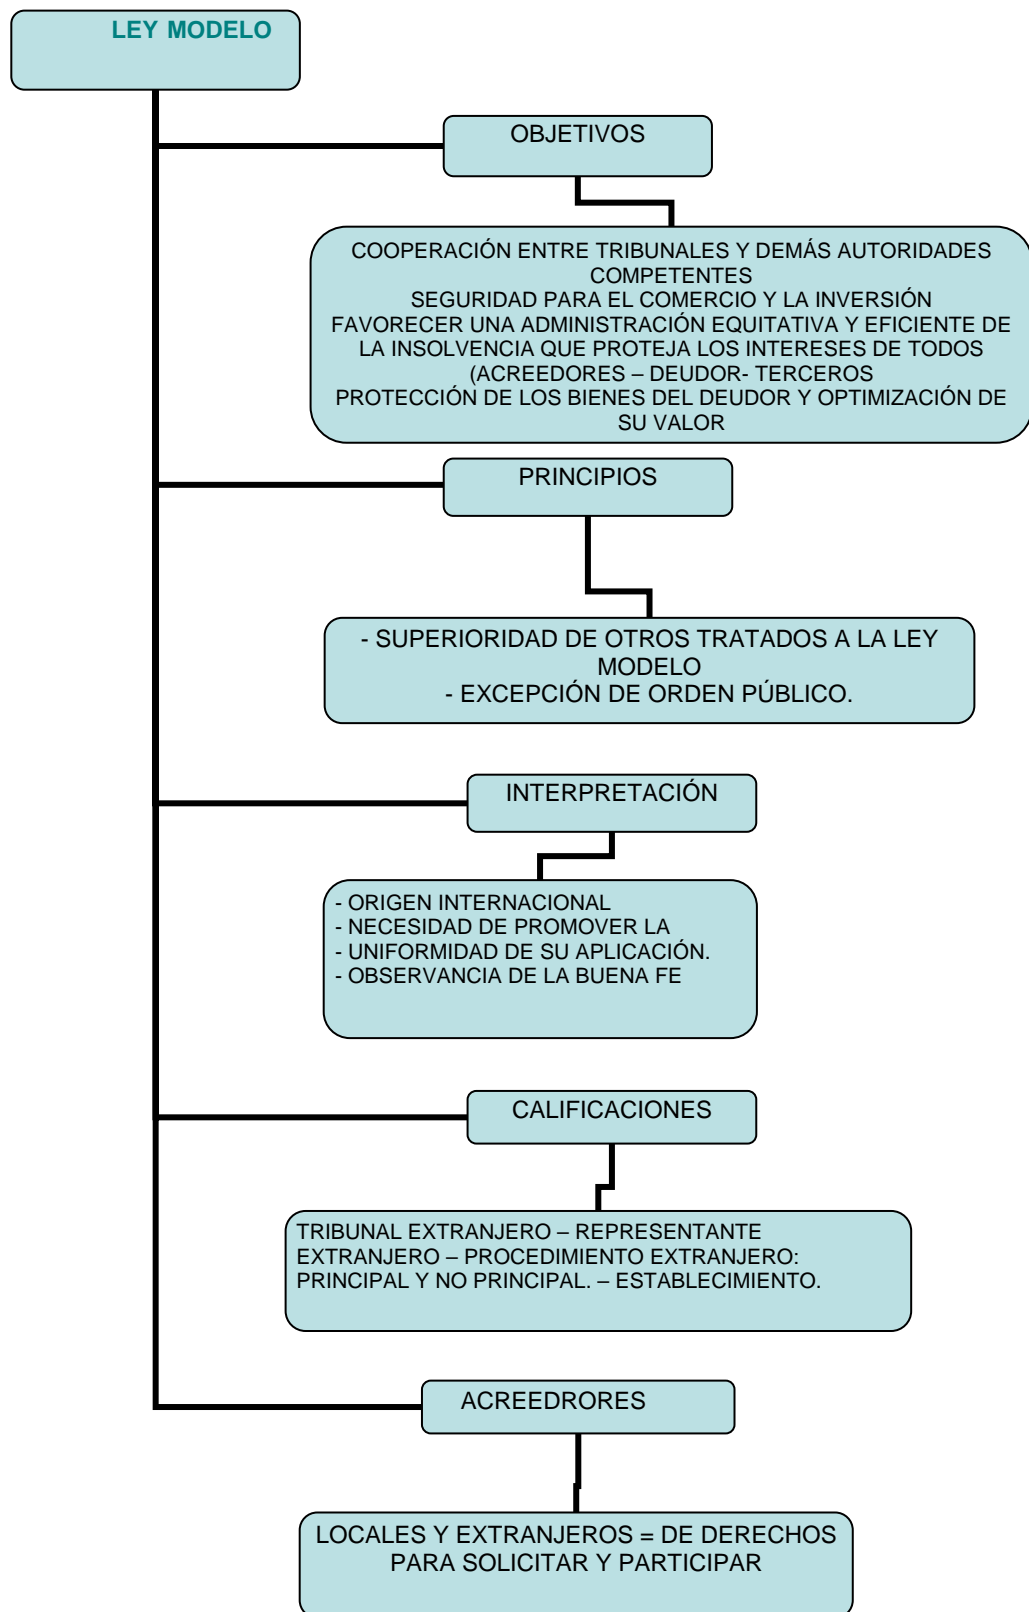 LEY MODELO
OBJETIVOS
COOPERACIÓN ENTRE TRIBUNALES Y DEMÁS AUTORIDADES
COMPETENTES
SEGURIDAD PARA EL COMERCIO Y LA INVERSIÓN
FAVORECER UNA ADMINISTRACIÓN EQUITATIVA Y EFICIENTE DE
LA INSOLVENCIA QUE PROTEJA LOS INTERESES DE TODOS
(ACREEDORES – DEUDOR- TERCEROS
PROTECCIÓN DE LOS BIENES DEL DEUDOR Y OPTIMIZACIÓN DE
SU VALOR
PRINCIPIOS
- SUPERIORIDAD DE OTROS TRATADOS A LA LEY
MODELO
- EXCEPCIÓN DE ORDEN PÚBLICO.
INTERPRETACIÓN
- ORIGEN INTERNACIONAL
- NECESIDAD DE PROMOVER LA
- UNIFORMIDAD DE SU APLICACIÓN.
- OBSERVANCIA DE LA BUENA FE
CALIFICACIONES
TRIBUNAL EXTRANJERO – REPRESENTANTE
EXTRANJERO – PROCEDIMIENTO EXTRANJERO:
PRINCIPAL Y NO PRINCIPAL. – ESTABLECIMIENTO.
ACREEDRORES
LOCALES Y EXTRANJEROS = DE DERECHOS
PARA SOLICITAR Y PARTICIPAR